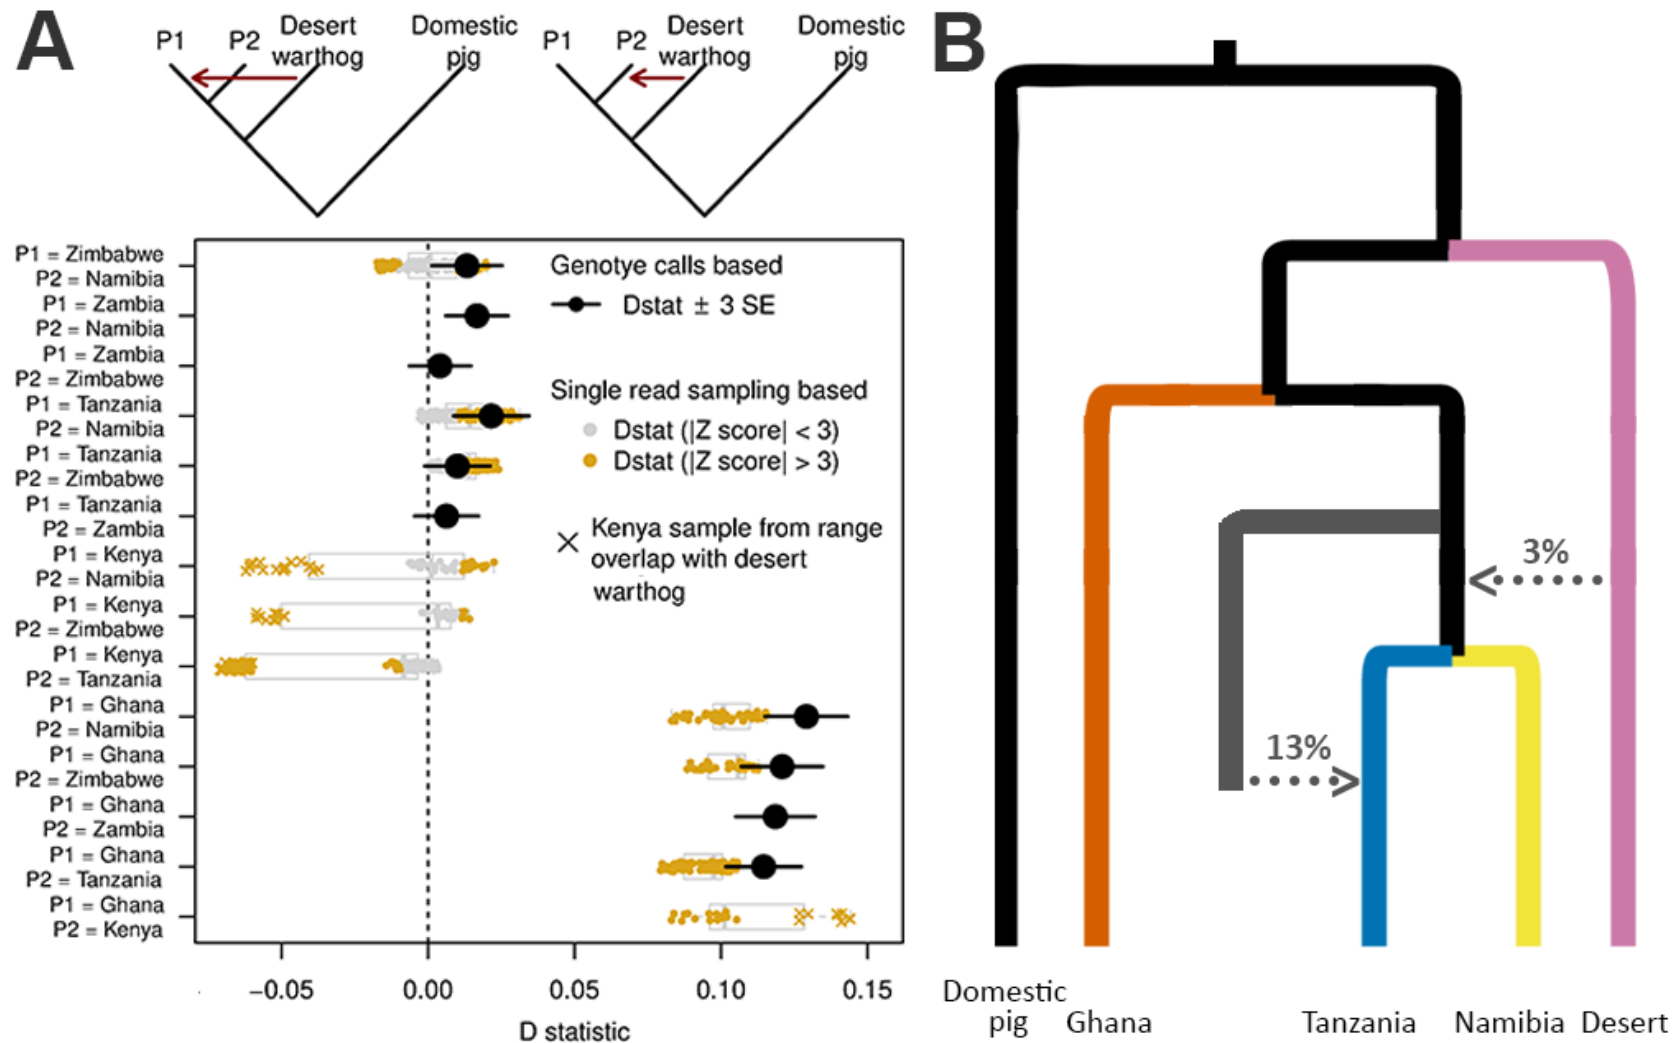 A
P1
P2
Desert
warthog
Domestic
pig
P1
P2
Desert
warthog
Domestic
pig
P1 = Zimbabwe
P2 = Namibia
P1 = Zambia
P2 = Namibia
P1 = Zambia
P2 = Zimbabwe
P1 = Tanzania
P2 = Namibia
P1 = Tanzania
P2 = Zimbabwe
P1 = Tanzania
P2 = Zambia
P1 = Kenya
P2 = Namibia
P1 = Kenya
P2 = Zimbabwe
P1 = Kenya
P2 = Tanzania
P1 = Ghana
P2 = Namibia
P1 = Ghana
P2 = Zimbabwe
P1 = Ghana
P2 = Zambia
P1 = Ghana
P2 = Tanzania
P1 = Ghana
P2 = Kenya
Genotye calls based
Dstat ± 3 SE
Single read sampling based
Dstat (|Z score| < 3)
Dstat (|Z score| > 3)
Kenya sample from range
overlap with desert
warthog
−0.05
0.00
0.05
0.10
0.15
D statistic
B
3%
13%
Domestic
pig
Ghana
Tanzania
Namibia
Desert